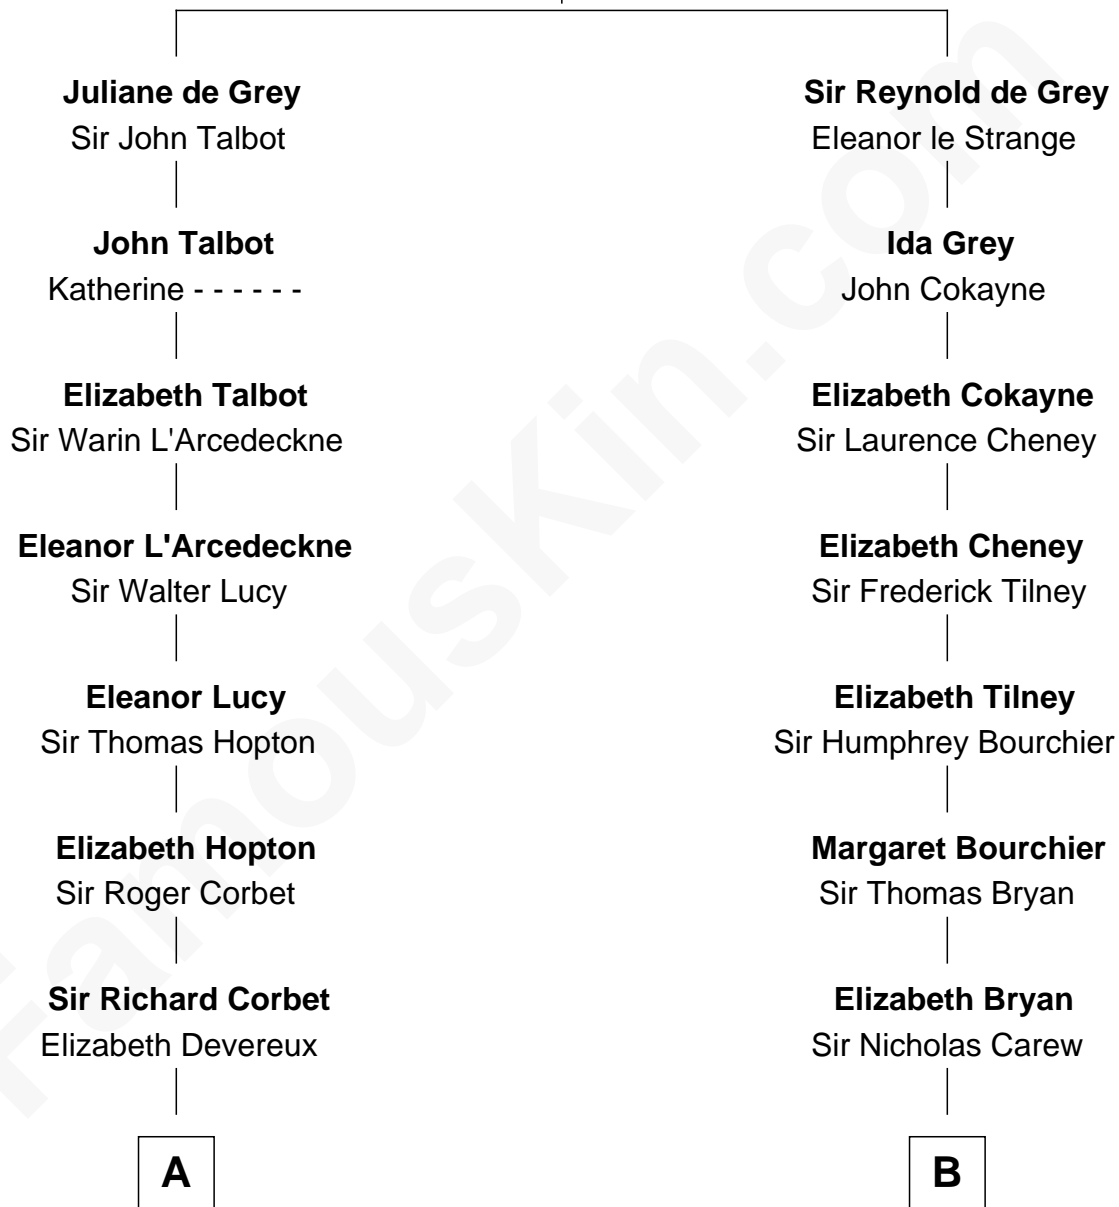 Juliane de Grey
Sir John Talbot
John Talbot
Katherine - - - - - -
Elizabeth Talbot
Sir Warin L'Arcedeckne
Eleanor L'Arcedeckne
Sir Walter Lucy
Eleanor Lucy
Sir Thomas Hopton
Elizabeth Hopton
Sir Roger Corbet
Sir Richard Corbet
Elizabeth Devereux
A
Sir Reynold de Grey
Eleanor le Strange
Ida Grey
John Cokayne
Elizabeth Cokayne
Sir Laurence Cheney
Elizabeth Cheney
Sir Frederick Tilney
Elizabeth Tilney
Sir Humphrey Bourchier
Margaret Bourchier
Sir Thomas Bryan
Elizabeth Bryan
Sir Nicholas Carew
B
FamousKin.com